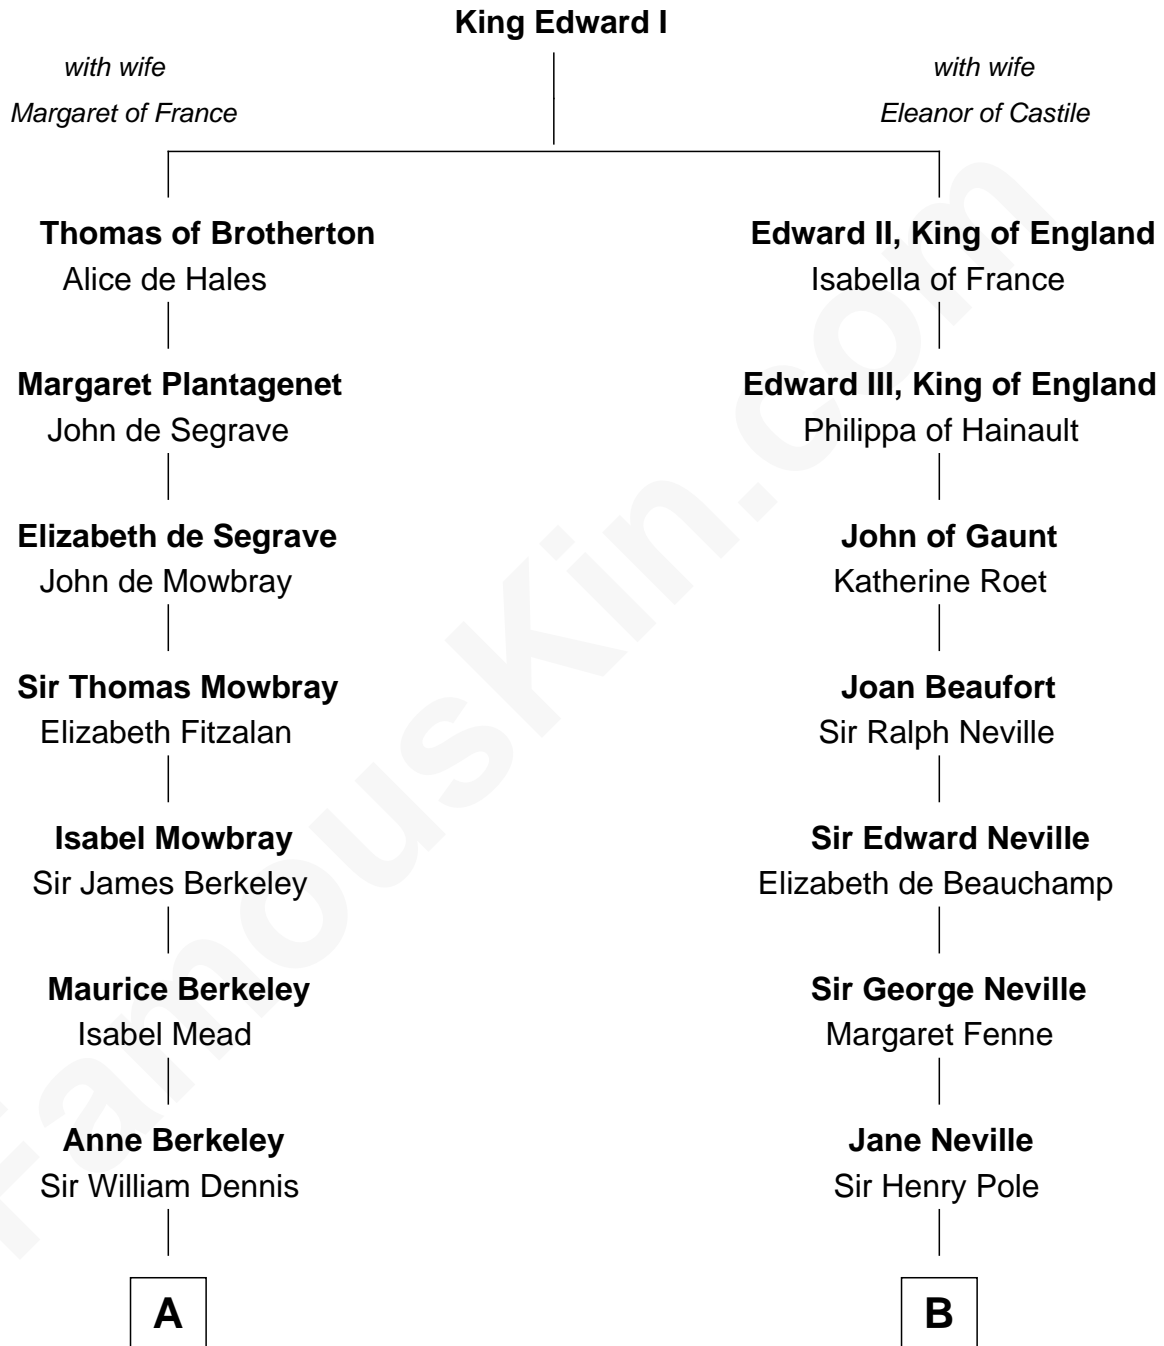 King Edward I
with wife
Margaret of France
with wife
Eleanor of Castile
Thomas of Brotherton
Alice de Hales
Edward II, King of England
Isabella of France
Margaret Plantagenet
John de Segrave
Edward III, King of England
Philippa of Hainault
Elizabeth de Segrave
John de Mowbray
John of Gaunt
Katherine Roet
Sir Thomas Mowbray
Elizabeth Fitzalan
Joan Beaufort
Sir Ralph Neville
Isabel Mowbray
Sir James Berkeley
Sir Edward Neville
Elizabeth de Beauchamp
Maurice Berkeley
Isabel Mead
Sir George Neville
Margaret Fenne
Anne Berkeley
Sir William Dennis
Jane Neville
Sir Henry Pole
A
B
FamousKin.com